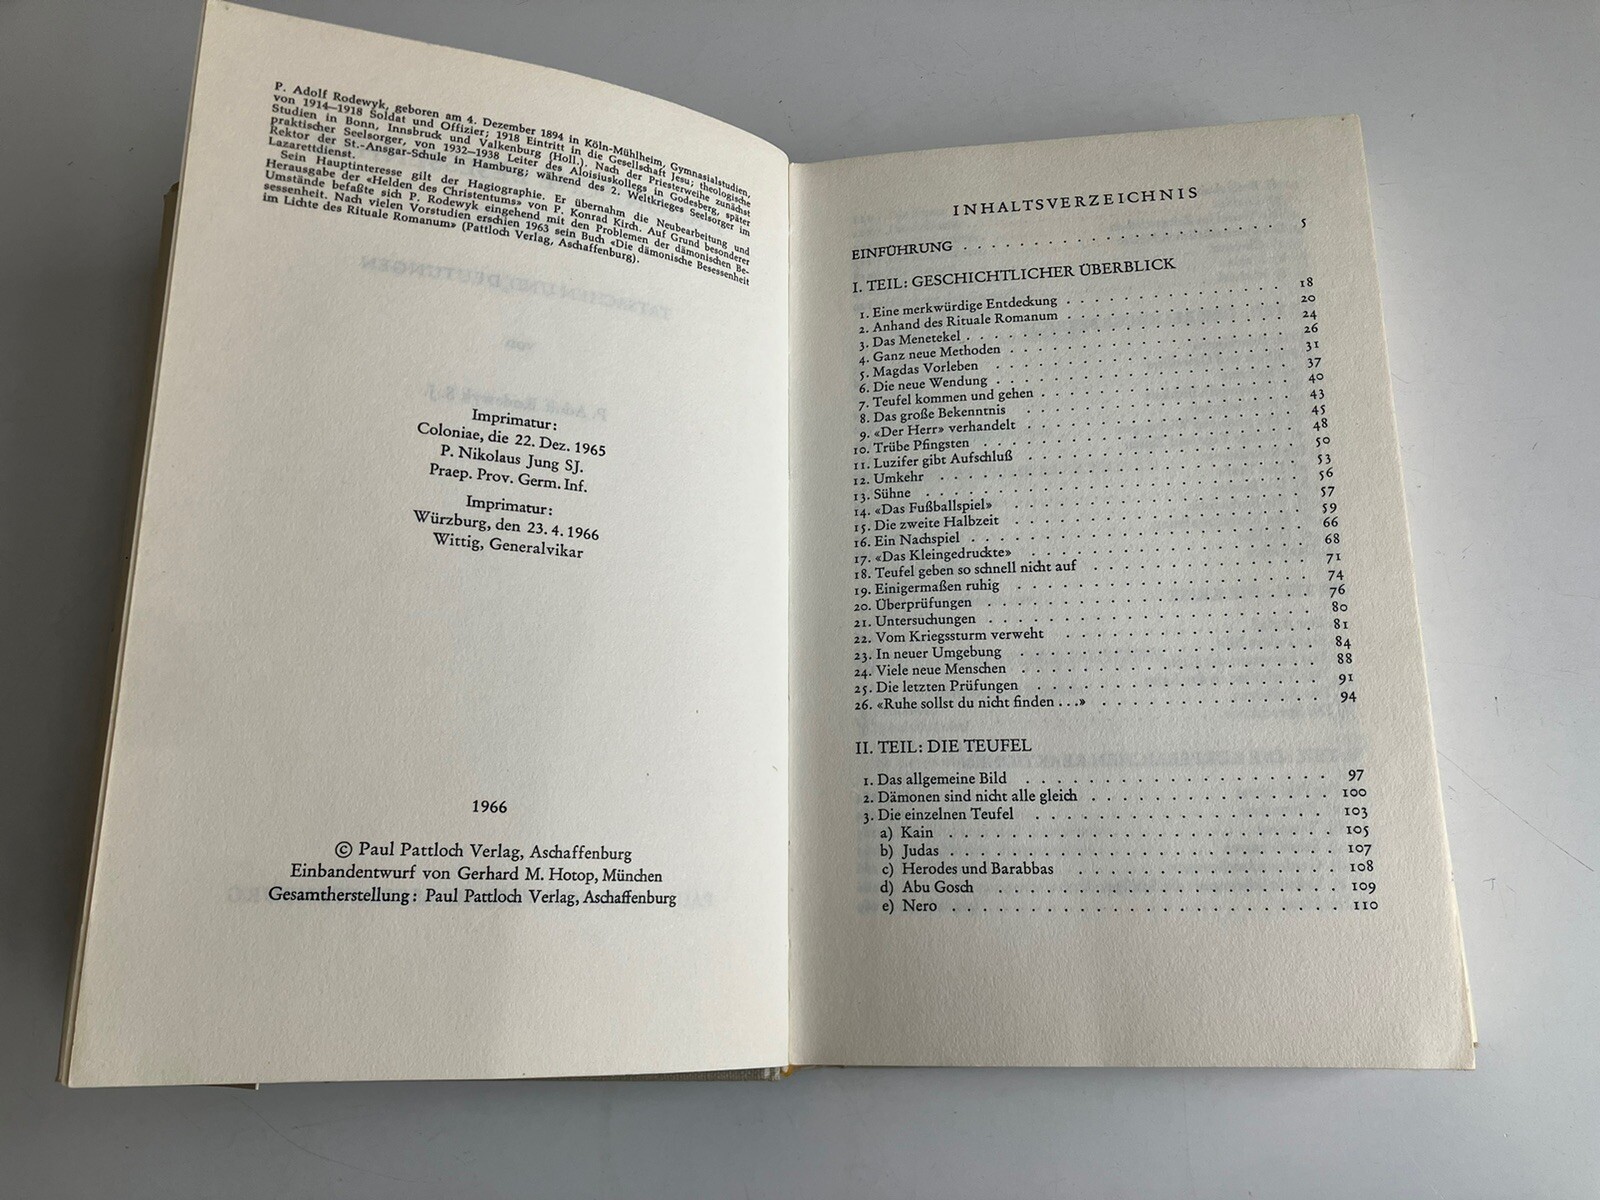 P. Adolf Rodewyk, geboren am 4. Dezember 1894 in Köln-Mühlheim, Gymnasialstudien,
von 1914–1918 Soldat und Offizier; 1918 Eintritt in die Gesellschaft Jesu; theologische
Studien in Bonn, Innsbruck und Valkenburg (Holl.). Nach der Priesterweihe zunächst
praktischer Seelsorger, von 1932–1938 Leiter des Aloisiuskollegs in Godesberg, später
Rektor der St.-Ansgar-Schule in Hamburg; während des 2. Weltkrieges Seelsorger im
Lazarettdienst.
Sein Hauptinteresse gilt der Hagiographie. Er übernahm die Neubearbeitung und
Herausgabe der «Helden des Christentums» von P. Konrad Kirch. Auf Grund besonderer
Umstände befaßte sich P. Rodewyk eingehend mit den Problemen der dämonischen Be-
sessenheit. Nach vielen Vorstudien erschien 1963 sein Buch «Die dämonische Besessenheit
im Lichte des Rituale Romanum» (Pattloch Verlag, Aschaffenburg).
Imprimatur:
Coloniae, die 22. Dez. 1965
P. Nikolaus Jung SJ.
Praep. Prov. Germ. Inf.
Imprimatur:
Würzburg, den 23. 4. 1966
Wittig, Generalvikar
1966
© Paul Pattloch Verlag, Aschaffenburg
Einbandentwurf von Gerhard M. Hotop, München
Gesamtherstellung: Paul Pattloch Verlag, Aschaffenburg
INHALTSVERZEICHNIS
EINFÜHRUNG . . . . . 5
I. TEIL: GESCHICHTLICHER ÜBERBLICK
1. Eine merkwürdige Entdeckung . . . . . 18
2. Anhand des Rituale Romanum . . . . . 20
3. Das Menetekel . . . . . 24
4. Ganz neue Methoden . . . . . 26
5. Magdas Vorleben . . . . . 31
6. Die neue Wendung . . . . . 37
7. Teufel kommen und gehen . . . . . 40
8. Das große Bekenntnis . . . . . 43
9. «Der Herr» verhandelt . . . . . 45
10. Trübe Pfingsten . . . . . 48
11. Luzifer gibt Aufschluß . . . . . 50
12. Umkehr . . . . . 53
13. Sühne . . . . . 56
14. «Das Fußballspiel» . . . . . 57
15. Die zweite Halbzeit . . . . . 59
16. Ein Nachspiel . . . . . 66
17. «Das Kleingedruckte» . . . . . 68
18. Teufel geben so schnell nicht auf . . . . . 71
19. Einigermaßen ruhig . . . . . 74
20. Überprüfungen . . . . . 76
21. Untersuchungen . . . . . 80
22. Vom Kriegssturm verweht . . . . . 81
23. In neuer Umgebung . . . . . 84
24. Viele neue Menschen . . . . . 88
25. Die letzten Prüfungen . . . . . 91
26. «Ruhe sollst du nicht finden . . .» . . . . . 94
II. TEIL: DIE TEUFEL
1. Das allgemeine Bild . . . . . 97
2. Dämonen sind nicht alle gleich . . . . . 100
3. Die einzelnen Teufel . . . . . 103
a) Kain . . . . . 105
b) Judas . . . . . 107
c) Herodes und Barabbas . . . . . 108
d) Abu Gosch . . . . . 109
e) Nero . . . . . 110